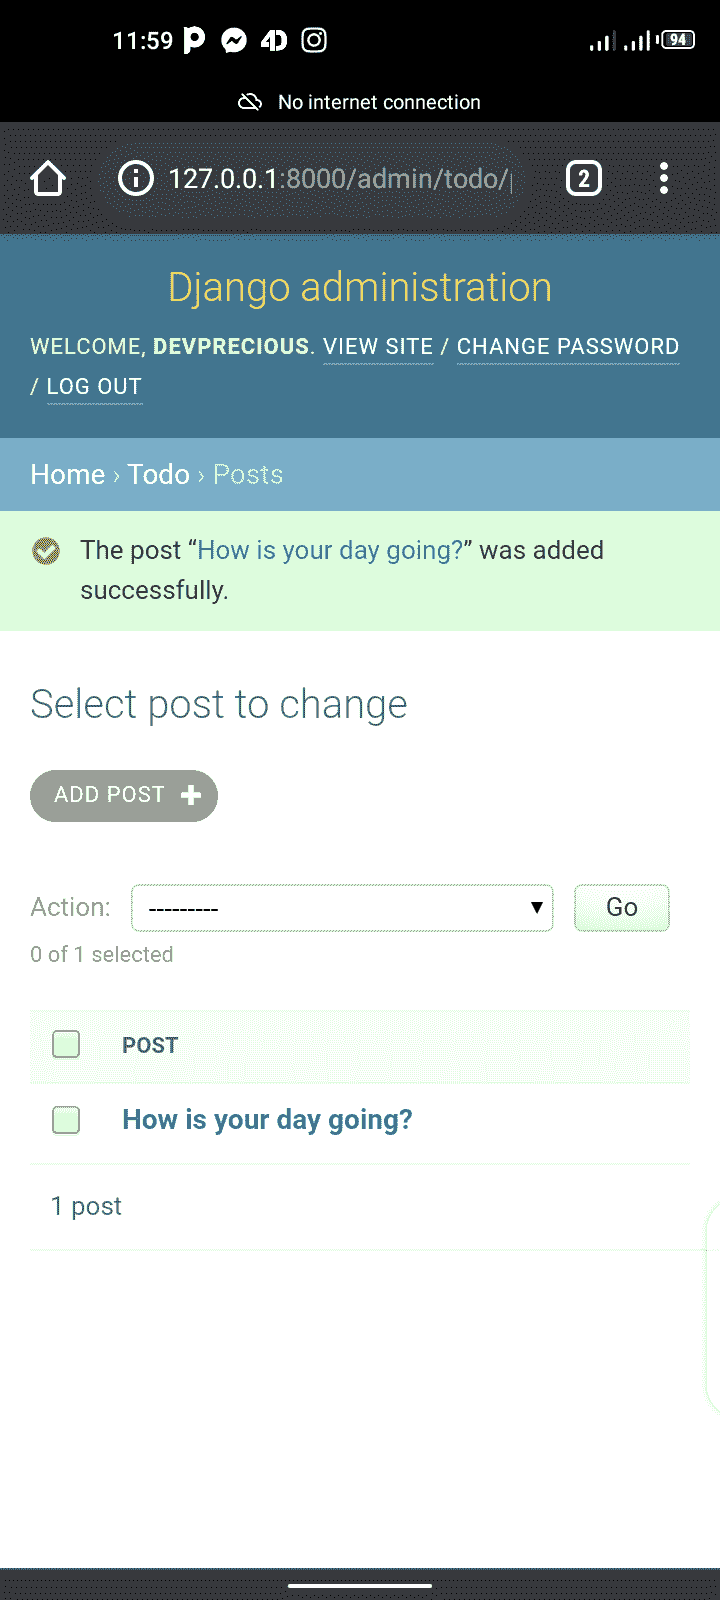 11:59
94
No internet connection
127.0.0.1:8000/admin/todo/
2
Django administration
WELCOME, DEVPRECIOUS. VIEW SITE / CHANGE PASSWORD
/ LOG OUT
Home › Todo › Posts
The post “How is your day going?” was added
successfully.
Select post to change
ADD POST +
Action: --------- Go
0 of 1 selected
POST
How is your day going?
1 post